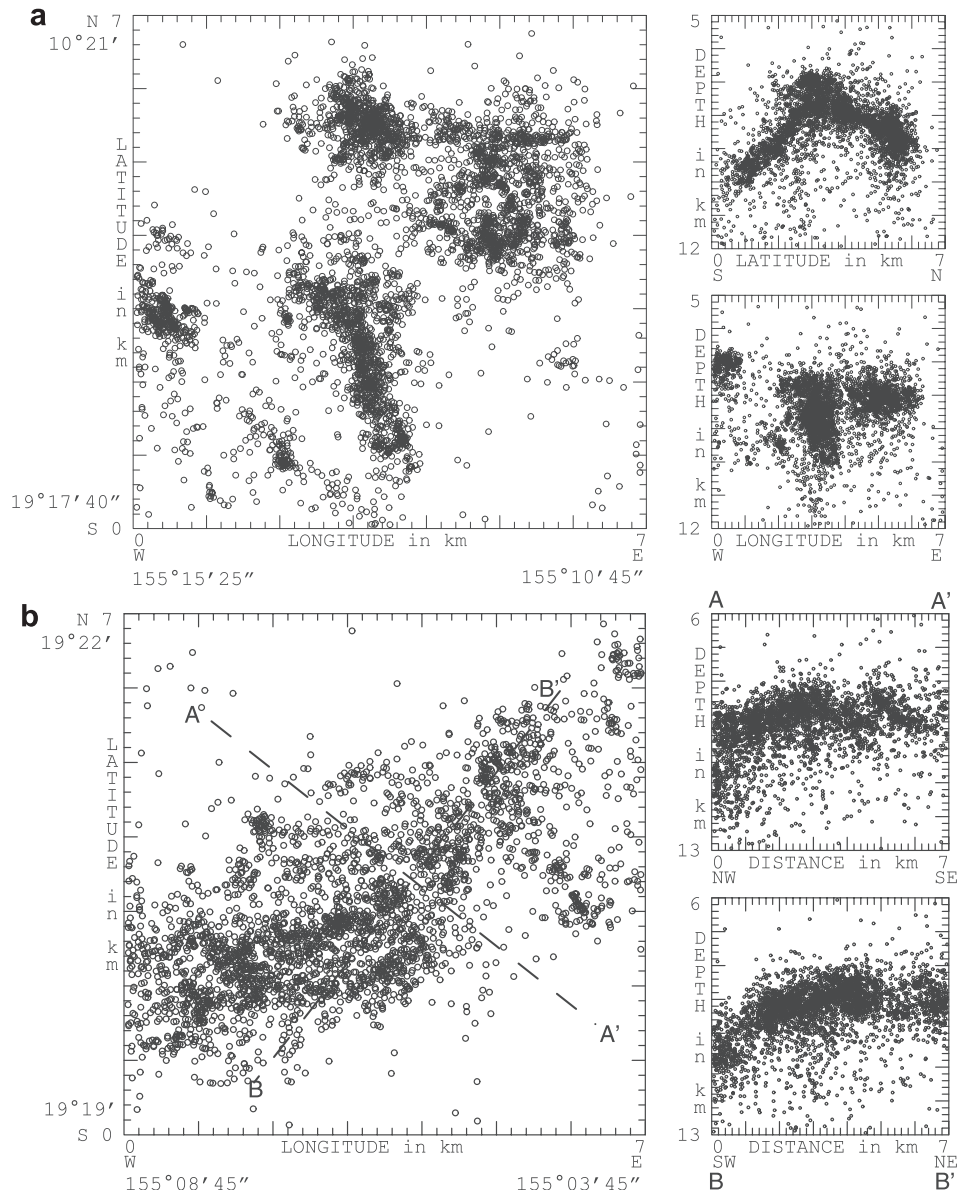 a
N 7
10°21′
LATITUDE in km
19°17′40″
S 0
0 LONGITUDE in km 7
W E
155°15′25″ 155°10′45″
5
DEPTH in km
12
0 LATITUDE in km 7
S N
5
DEPTH in km
12
0 LONGITUDE in km 7
W E
b
N 7
19°22′
LATITUDE in km
A
B'
A'
B
19°19′
S 0
0 LONGITUDE in km 7
W E
155°08′45″ 155°03′45″
A A'
6
DEPTH in km
13
0 DISTANCE in km 7
NW SE
6
DEPTH in km
13
0 DISTANCE in km 7
SW NE
B B'